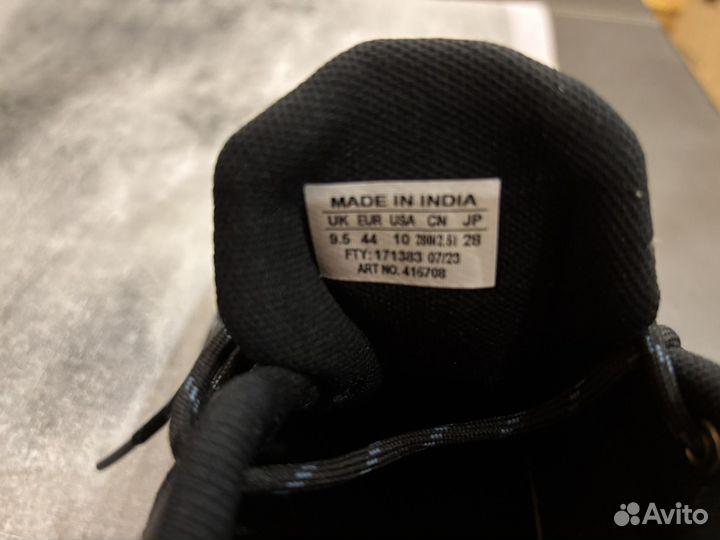 MADE IN INDIA
UK EUR USA CN JP
9.5 44 10 280(2.5) 28
FTY: 171383 07/23
ART NO. 416708
Avito